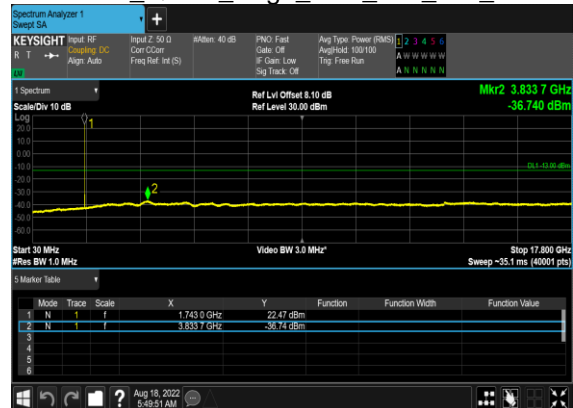 Spectrum Analyzer 1
Swept SA
KEYSIGHT Input: RF Input Z: 50 Ω #Atten: 40 dB PNO: Fast Avg Type: Power (RMS) 1 2 3 4 5 6
R T Coupling: DC Corr CCorr Gate: Off Avg|Hold: 100/100 A W W W W W
Align: Auto Freq Ref: Int (S) IF Gain: Low Trig: Free Run
LW Sig Track: Off A N N N N N
1 Spectrum Ref Lvl Offset 8.10 dB Mkr2 3.833 7 GHz
Scale/Div 10 dB Ref Level 30.00 dBm -36.740 dBm
Log
1
20.0
10.0
0.00
-10.0 DL1 -13.00 dBm
-20.0
-30.0 2
-40.0
-50.0
-60.0
Start 30 MHz Video BW 3.0 MHz* Stop 17.800 GHz
#Res BW 1.0 MHz Sweep ~35.1 ms (40001 pts)
5 Marker Table
Mode Trace Scale X Y Function Function Width Function Value
1 N 1 f 1.743 0 GHz 22.47 dBm
2 N 1 f 3.833 7 GHz -36.74 dBm
3
4
5
6
? Aug 18, 2022
5:49:51 AM